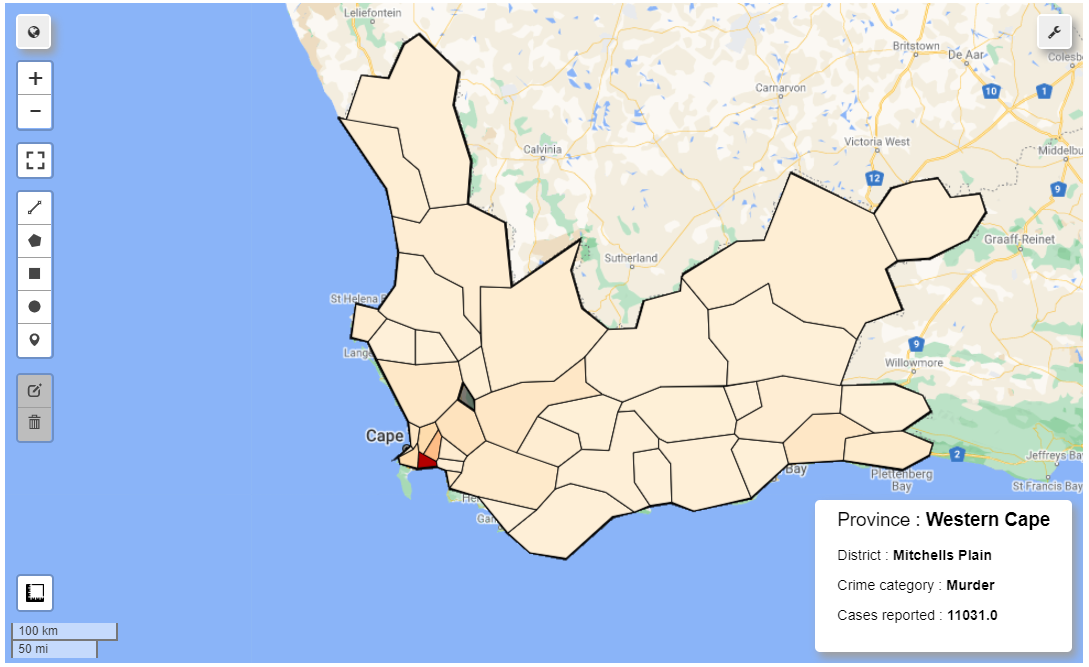 Leliefontein
Britstown
De Aar
Colesb
10
1
Carnarvon
Calvinia
Victoria West
Middelbu
12
9
Graaff-Reinet
Sutherland
St Helena
9
Lange
Willowmore
Cape
2
Jeffreys Ba
Bay
Plettenberg
Bay
St Francis Bay
He
Gan
+
−
Province : Western Cape
District : Mitchells Plain
Crime category : Murder
Cases reported : 11031.0
100 km
50 mi